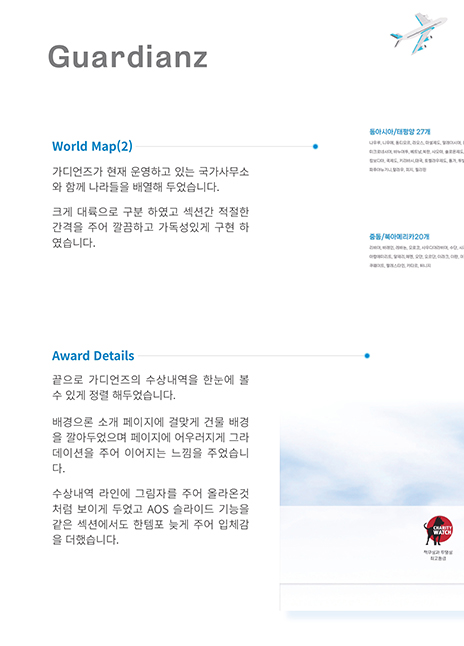 Guardianz
World Map(2)
가디언즈가 현재 운영하고 있는 국가사무소
와 함께 나라들을 배열해 두었습니다.
크게 대륙으로 구분 하였고 섹션간 적절한
간격을 주어 깔끔하고 가독성있게 구현 하
였습니다.
동아시아/태평양 27개
중동/북아메리카20개
Award Details
끝으로 가디언즈의 수상내역을 한눈에 볼
수 있게 정렬 해두었습니다.
배경으론 소개 페이지에 걸맞게 건물 배경
을 깔아두었으며 페이지에 어우러지게 그라
데이션을 주어 이어지는 느낌을 주었습니
다.
수상내역 라인에 그림자를 주어 올라온것
처럼 보이게 두었고 AOS 슬라이드 기능을
같은 섹션에서도 한템포 늦게 주어 입체감
을 더했습니다.
CHARITY
WATCH
책무성과 투명성
최고등급